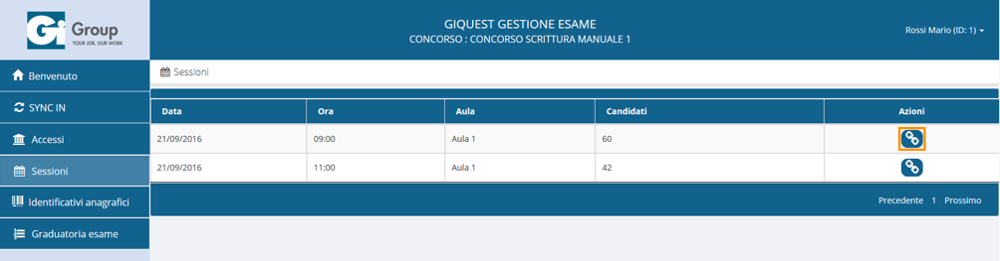 Gi Group
YOUR JOB, OUR WORK
GIQUEST GESTIONE ESAME
CONCORSO : CONCORSO SCRITTURA MANUALE 1
Rossi Mario (ID: 1)
Benvenuto
SYNC IN
Accessi
Sessioni
Identificativi anagrafici
Graduatoria esame
Sessioni
Data Ora Aula Candidati Azioni
21/09/2016 09:00 Aula 1 60
21/09/2016 11:00 Aula 1 42
Precedente 1 Prossimo